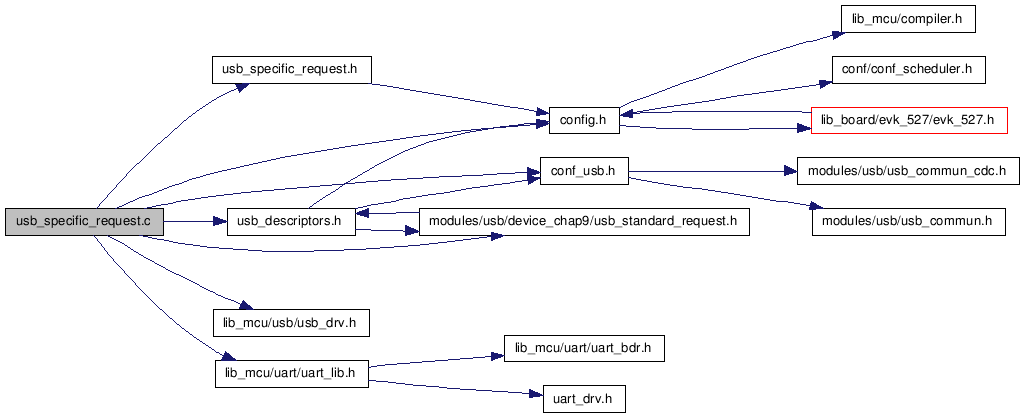 lib_mcu/compiler.h
usb_specific_request.h
conf/conf_scheduler.h
config.h
lib_board/evk_527/evk_527.h
conf_usb.h
modules/usb/usb_commun_cdc.h
usb_specific_request.c
usb_descriptors.h
modules/usb/device_chap9/usb_standard_request.h
modules/usb/usb_commun.h
lib_mcu/usb/usb_drv.h
lib_mcu/uart/uart_lib.h
lib_mcu/uart/uart_bdr.h
uart_drv.h